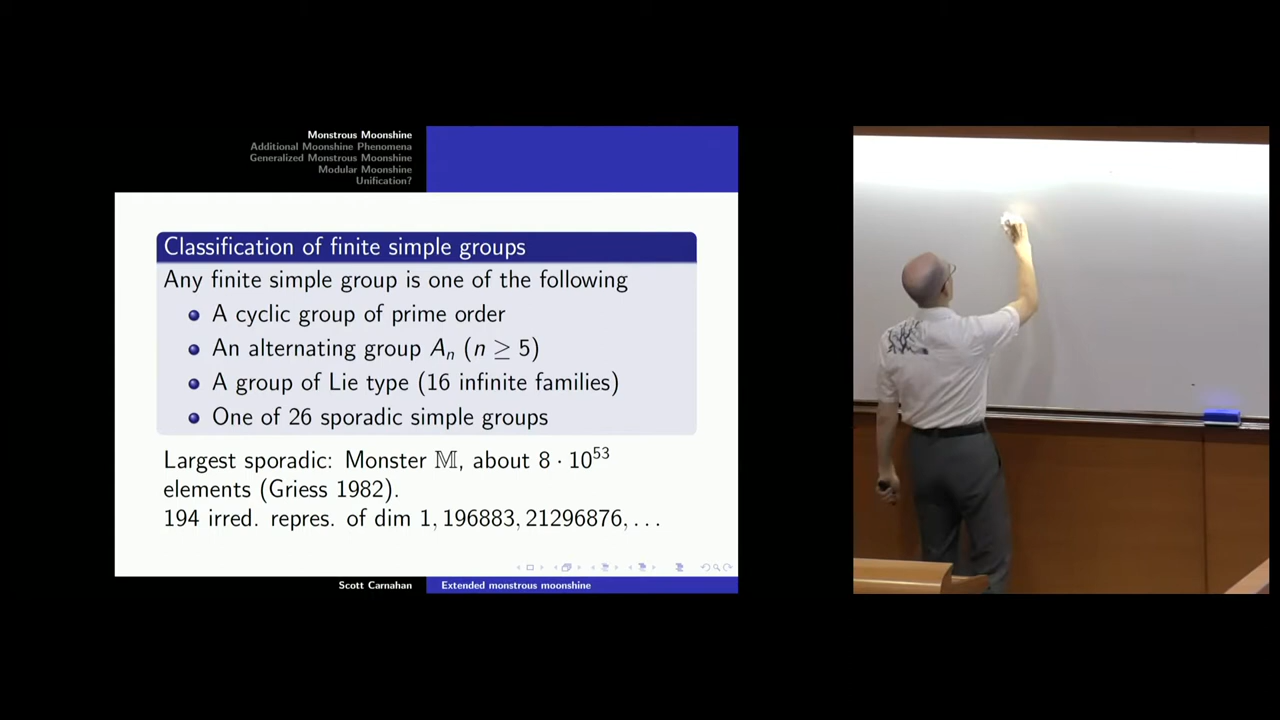 Monstrous Moonshine
Additional Moonshine Phenomena
Generalized Monstrous Moonshine
Modular Moonshine
Unification?
Classification of finite simple groups
Any finite simple group is one of the following
A cyclic group of prime order
An alternating group Aₙ (n ≥ 5)
A group of Lie type (16 infinite families)
One of 26 sporadic simple groups
Largest sporadic: Monster 𝕄, about 8 · 10⁵³
elements (Griess 1982).
194 irred. repres. of dim 1, 196883, 21296876, . . .
Scott Carnahan
Extended monstrous moonshine